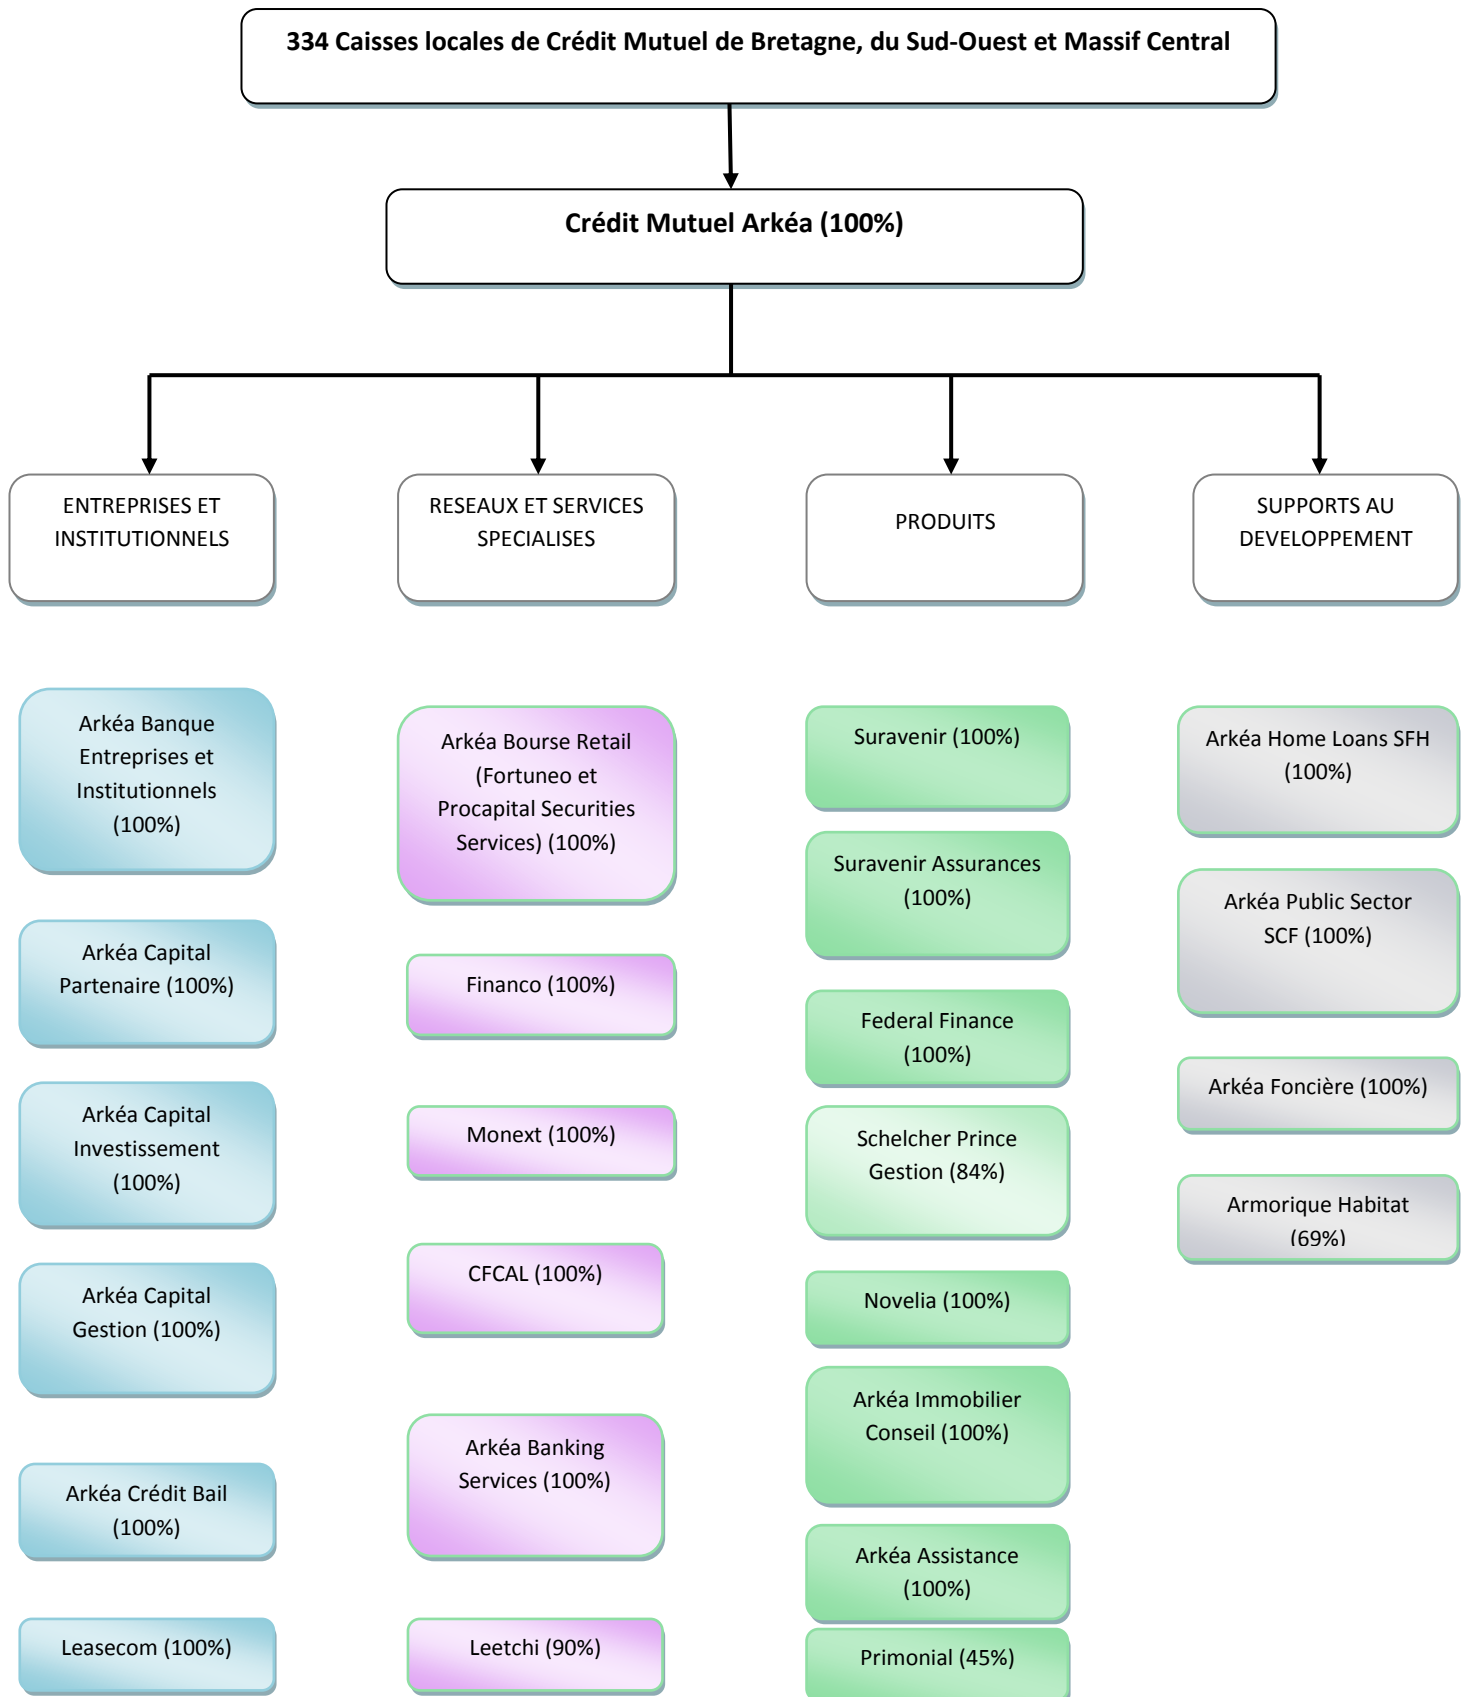 334 Caisses locales de Crédit Mutuel de Bretagne, du Sud-Ouest et Massif Central
Crédit Mutuel Arkéa (100%)
ENTREPRISES ET
INSTITUTIONNELS
RESEAUX ET SERVICES
SPECIALISES
PRODUITS
SUPPORTS AU
DEVELOPPEMENT
Arkéa Banque
Entreprises et
Institutionnels
(100%)
Arkéa Capital
Partenaire (100%)
Arkéa Capital
Investissement
(100%)
Arkéa Capital
Gestion (100%)
Arkéa Crédit Bail
(100%)
Leasecom (100%)
Arkéa Bourse Retail
(Fortuneo et
Procapital Securities
Services) (100%)
Financo (100%)
Monext (100%)
CFCAL (100%)
Arkéa Banking
Services (100%)
Leetchi (90%)
Suravenir (100%)
Suravenir Assurances
(100%)
Federal Finance
(100%)
Schelcher Prince
Gestion (84%)
Novelia (100%)
Arkéa Immobilier
Conseil (100%)
Arkéa Assistance
(100%)
Primonial (45%)
Arkéa Home Loans SFH
(100%)
Arkéa Public Sector
SCF (100%)
Arkéa Foncière (100%)
Armorique Habitat
(69%)